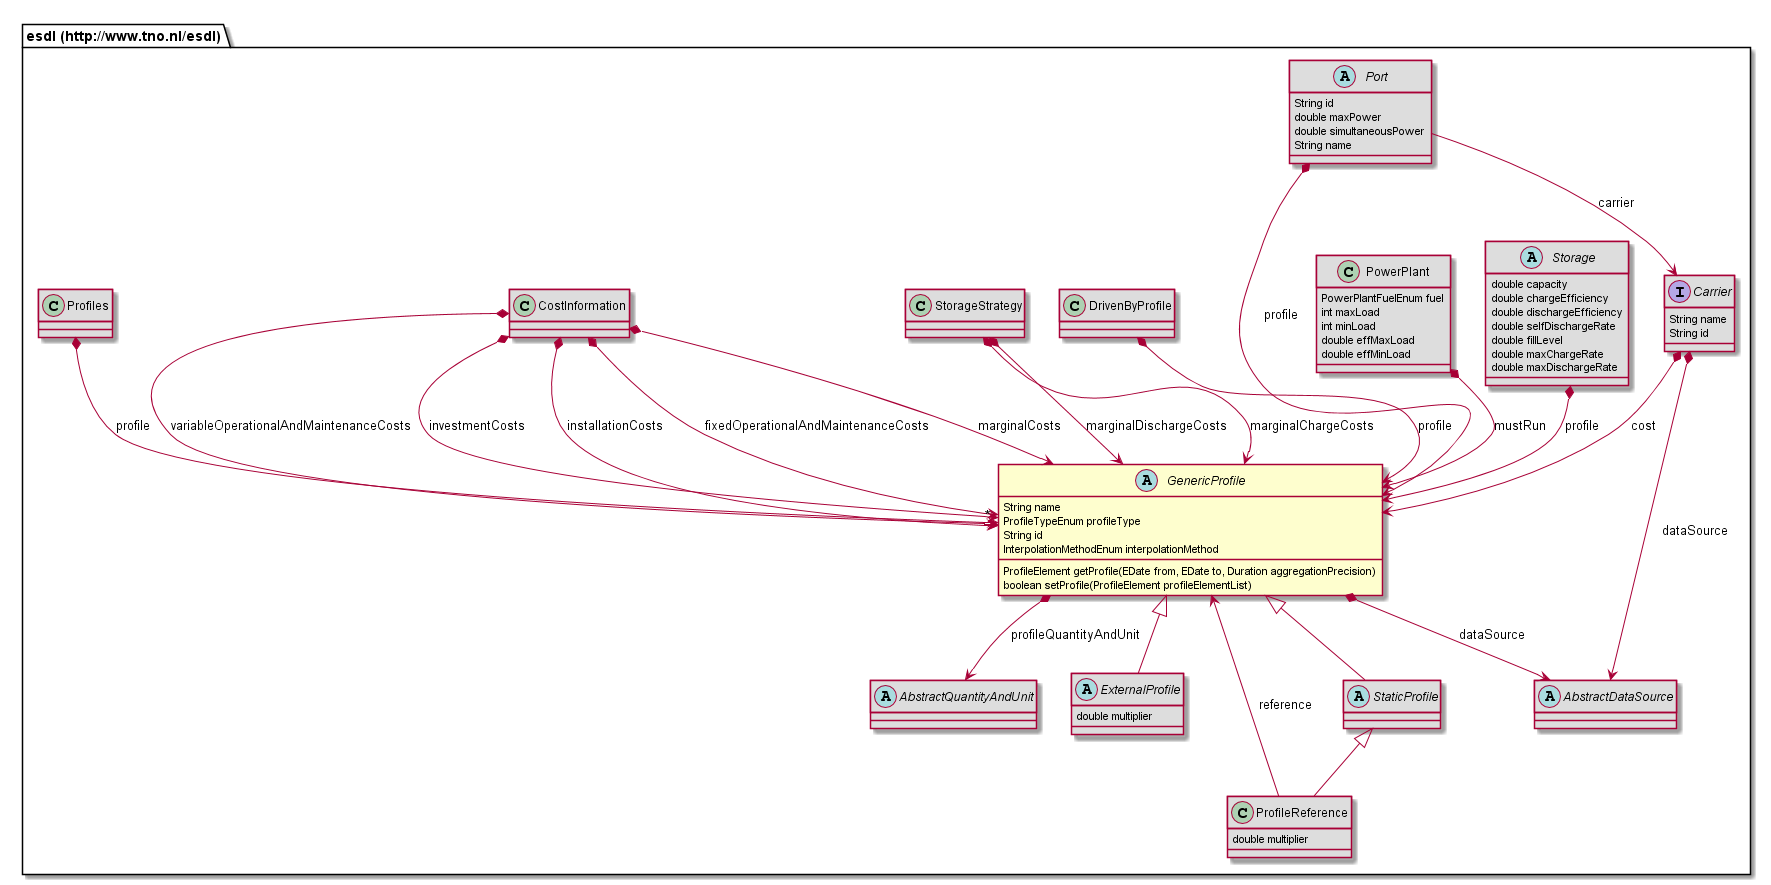 esdl (http://www.tno.nl/esdl)
A Port
String id
double maxPower
double simultaneousPower
String name
carrier
profile
C Profiles
C CostInformation
C StorageStrategy
C DrivenByProfile
C PowerPlant
PowerPlantFuelEnum fuel
int maxLoad
int minLoad
double effMaxLoad
double effMinLoad
A Storage
double capacity
double chargeEfficiency
double dischargeEfficiency
double selfDischargeRate
double fillLevel
double maxChargeRate
double maxDischargeRate
I Carrier
String name
String id
profile
variableOperationalAndMaintenanceCosts
investmentCosts
installationCosts
fixedOperationalAndMaintenanceCosts
marginalCosts
marginalDischargeCosts
marginalChargeCosts
profile
mustRun
profile
cost
A GenericProfile
String name
ProfileTypeEnum profileType
String id
InterpolationMethodEnum interpolationMethod
ProfileElement getProfile(EDate from, EDate to, Duration aggregationPrecision)
boolean setProfile(ProfileElement profileElementList)
dataSource
profileQuantityAndUnit
dataSource
reference
A AbstractQuantityAndUnit
A ExternalProfile
double multiplier
A StaticProfile
A AbstractDataSource
C ProfileReference
double multiplier